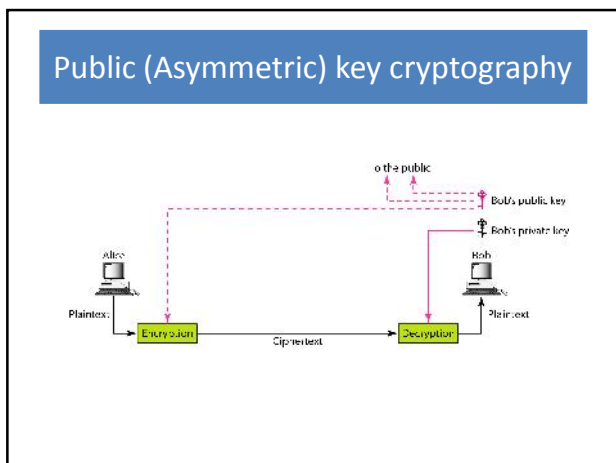 Public (Asymmetric) key cryptography
o the public
Bob's public key
Bob's private key
Alice
Bob
Plaintext
Plaintext
Encryption
Ciphertext
Decryption